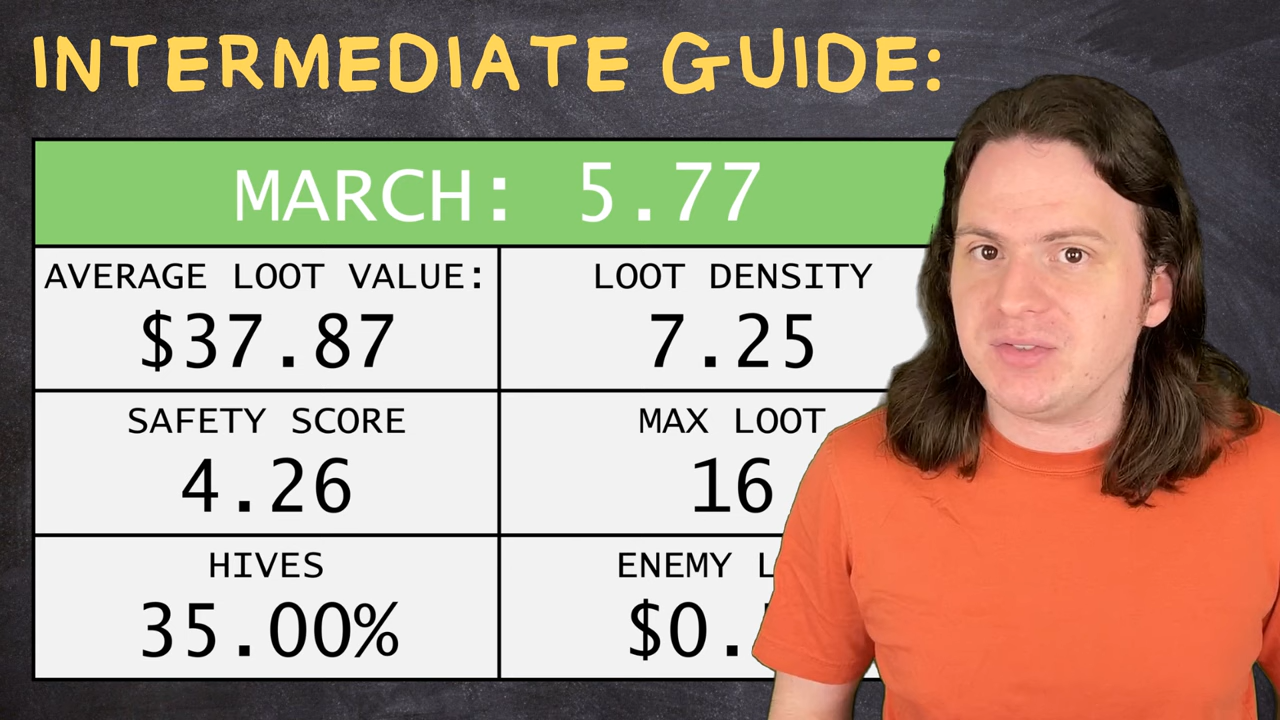 INTERMEDIATE GUIDE:
MARCH: 5.77
AVERAGE LOOT VALUE:
$37.87
LOOT DENSITY
7.25
SAFETY SCORE
4.26
MAX LOOT
16
HIVES
35.00%
ENEMY
$0.